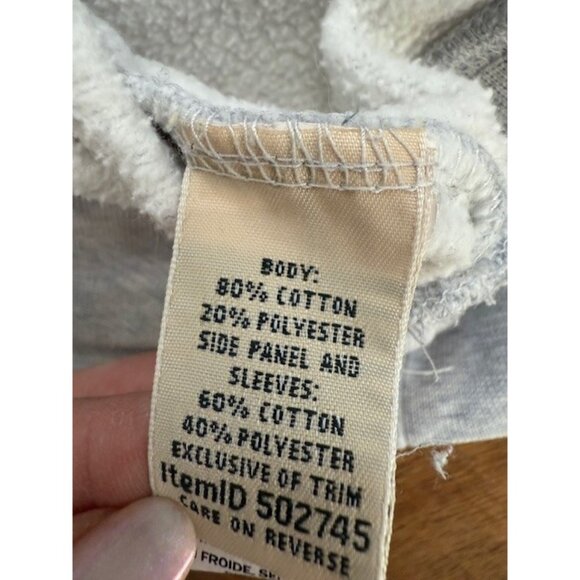 BODY:
80% COTTON
20% POLYESTER
SIDE PANEL AND
SLEEVES:
60% COTTON
40% POLYESTER
EXCLUSIVE OF TRIM
ItemID 502745
CARE ON REVERSE
FROIDE.